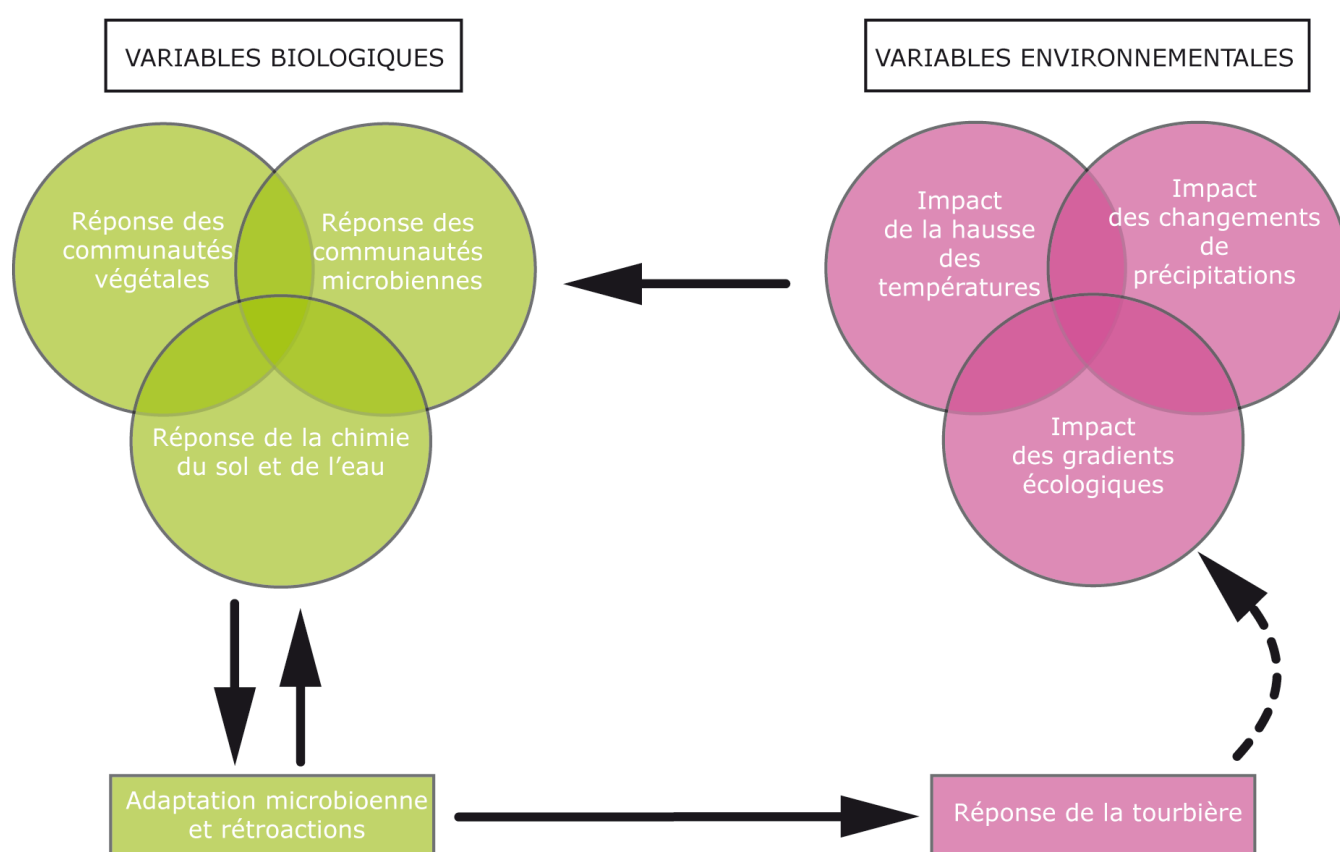 VARIABLES BIOLOGIQUES
VARIABLES ENVIRONNEMENTALES
Réponse des
communautés
végétales
Réponse des
communautés
microbiennes
Réponse de la chimie
du sol et de l'eau
Impact
de la hausse
des
températures
Impact
des changements
de
précipitations
Impact
des gradients
écologiques
Adaptation microbioenne
et rétroactions
Réponse de la tourbière